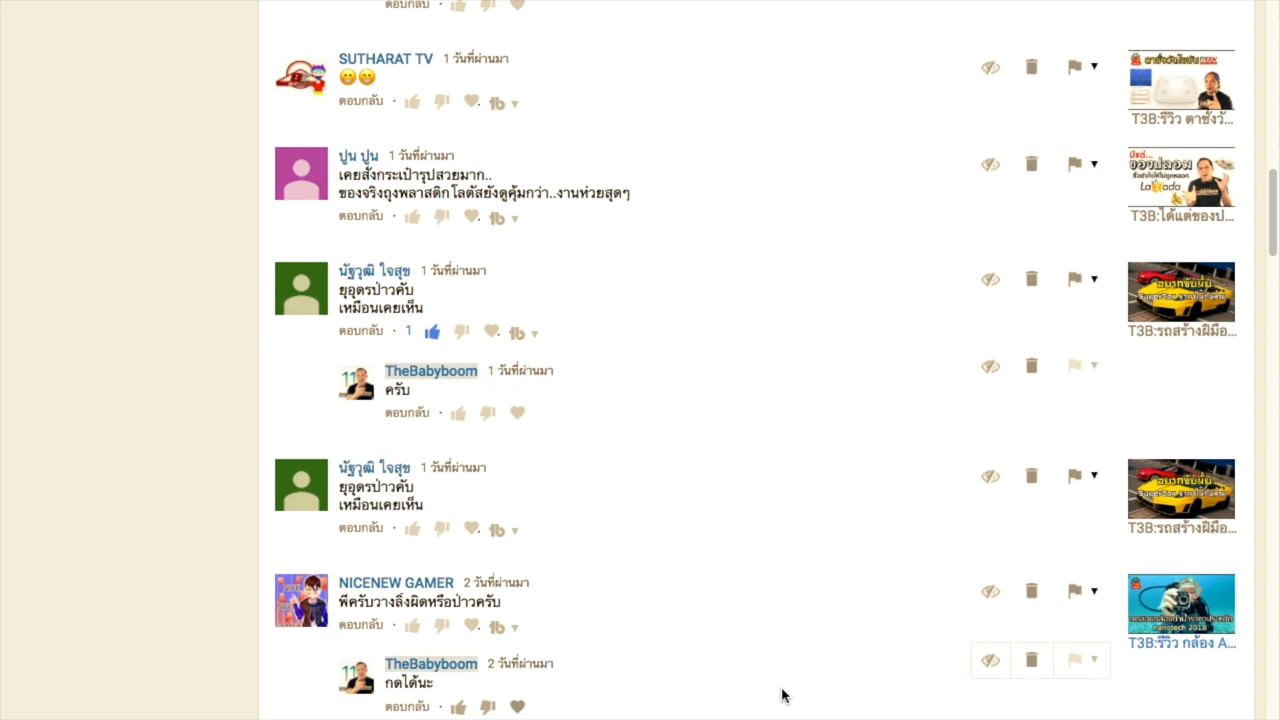 ตอบกลับ
SUTHARAT TV 1 วันที่ผ่านมา
ตอบกลับ
T3B:รีวิว ตาชั่งวั...
ปูน ปูน 1 วันที่ผ่านมา
เคยสั่งกระเป๋ารุปสวยมาก..
ของจริงถุงพลาสติกโลตัสยังดูคุ้มกว่า..งานห่วยสุดๆ
ตอบกลับ
มีแต่...
ของปลอม
T3B:ได้แต่ของป...
นัฐวุฒิ ใจสุข 1 วันที่ผ่านมา
ยุอุดรป่าวคับ
เหมือนเคยเห็น
ตอบกลับ · 1
T3B:รถสร้างฝีมือ...
TheBabyboom 1 วันที่ผ่านมา
ครับ
ตอบกลับ
นัฐวุฒิ ใจสุข 1 วันที่ผ่านมา
ยุอุดรป่าวคับ
เหมือนเคยเห็น
ตอบกลับ
T3B:รถสร้างฝีมือ...
NICENEW GAMER 2 วันที่ผ่านมา
พี่ครับวางลิ้งผิดหรือป่าวครับ
ตอบกลับ
nanotech 2018
T3B:รีวิว กล้อง A...
TheBabyboom 2 วันที่ผ่านมา
กดได้นะ
ตอบกลับ